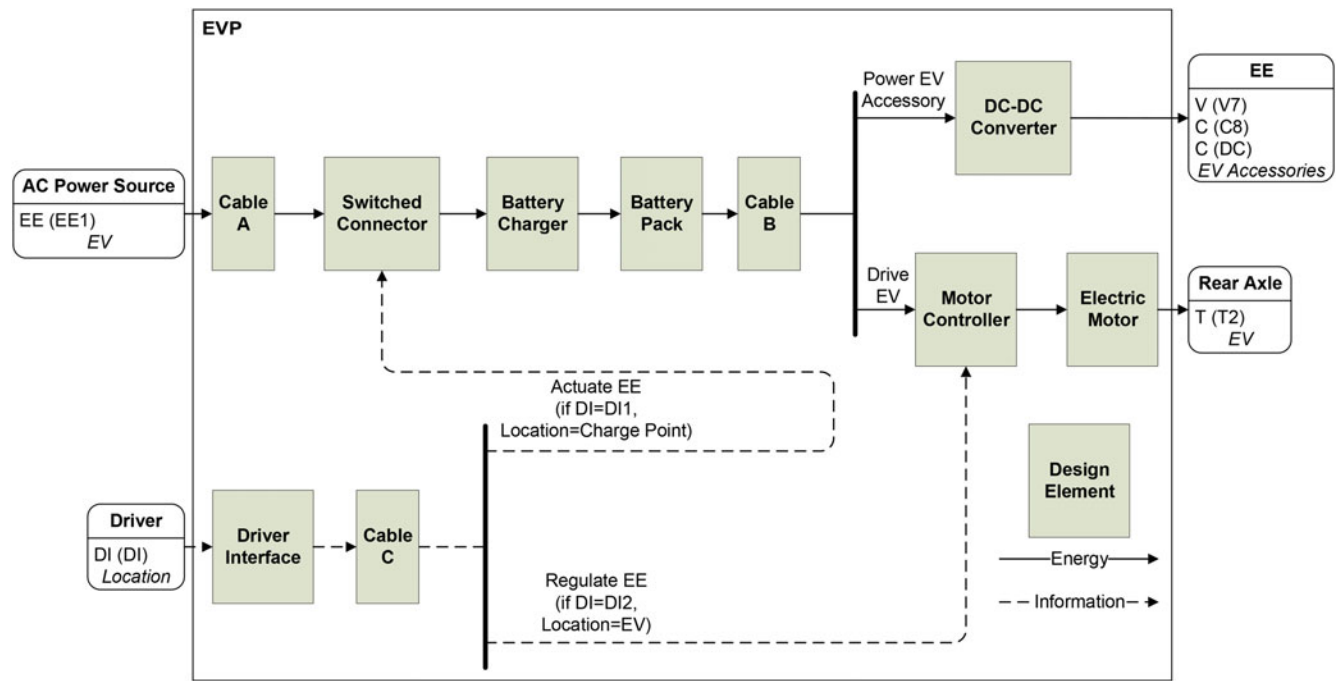 EVP
AC Power Source
EE (EE1)
EV
Cable
A
Switched
Connector
Battery
Charger
Battery
Pack
Cable
B
Power EV
Accessory
DC-DC
Converter
EE
V (V7)
C (C8)
C (DC)
EV Accessories
Drive
EV
Motor
Controller
Electric
Motor
Rear Axle
T (T2)
EV
Actuate EE
(if DI=DI1,
Location=Charge Point)
Driver
DI (DI)
Location
Driver
Interface
Cable
C
Regulate EE
(if DI=DI2,
Location=EV)
Design
Element
Energy
Information